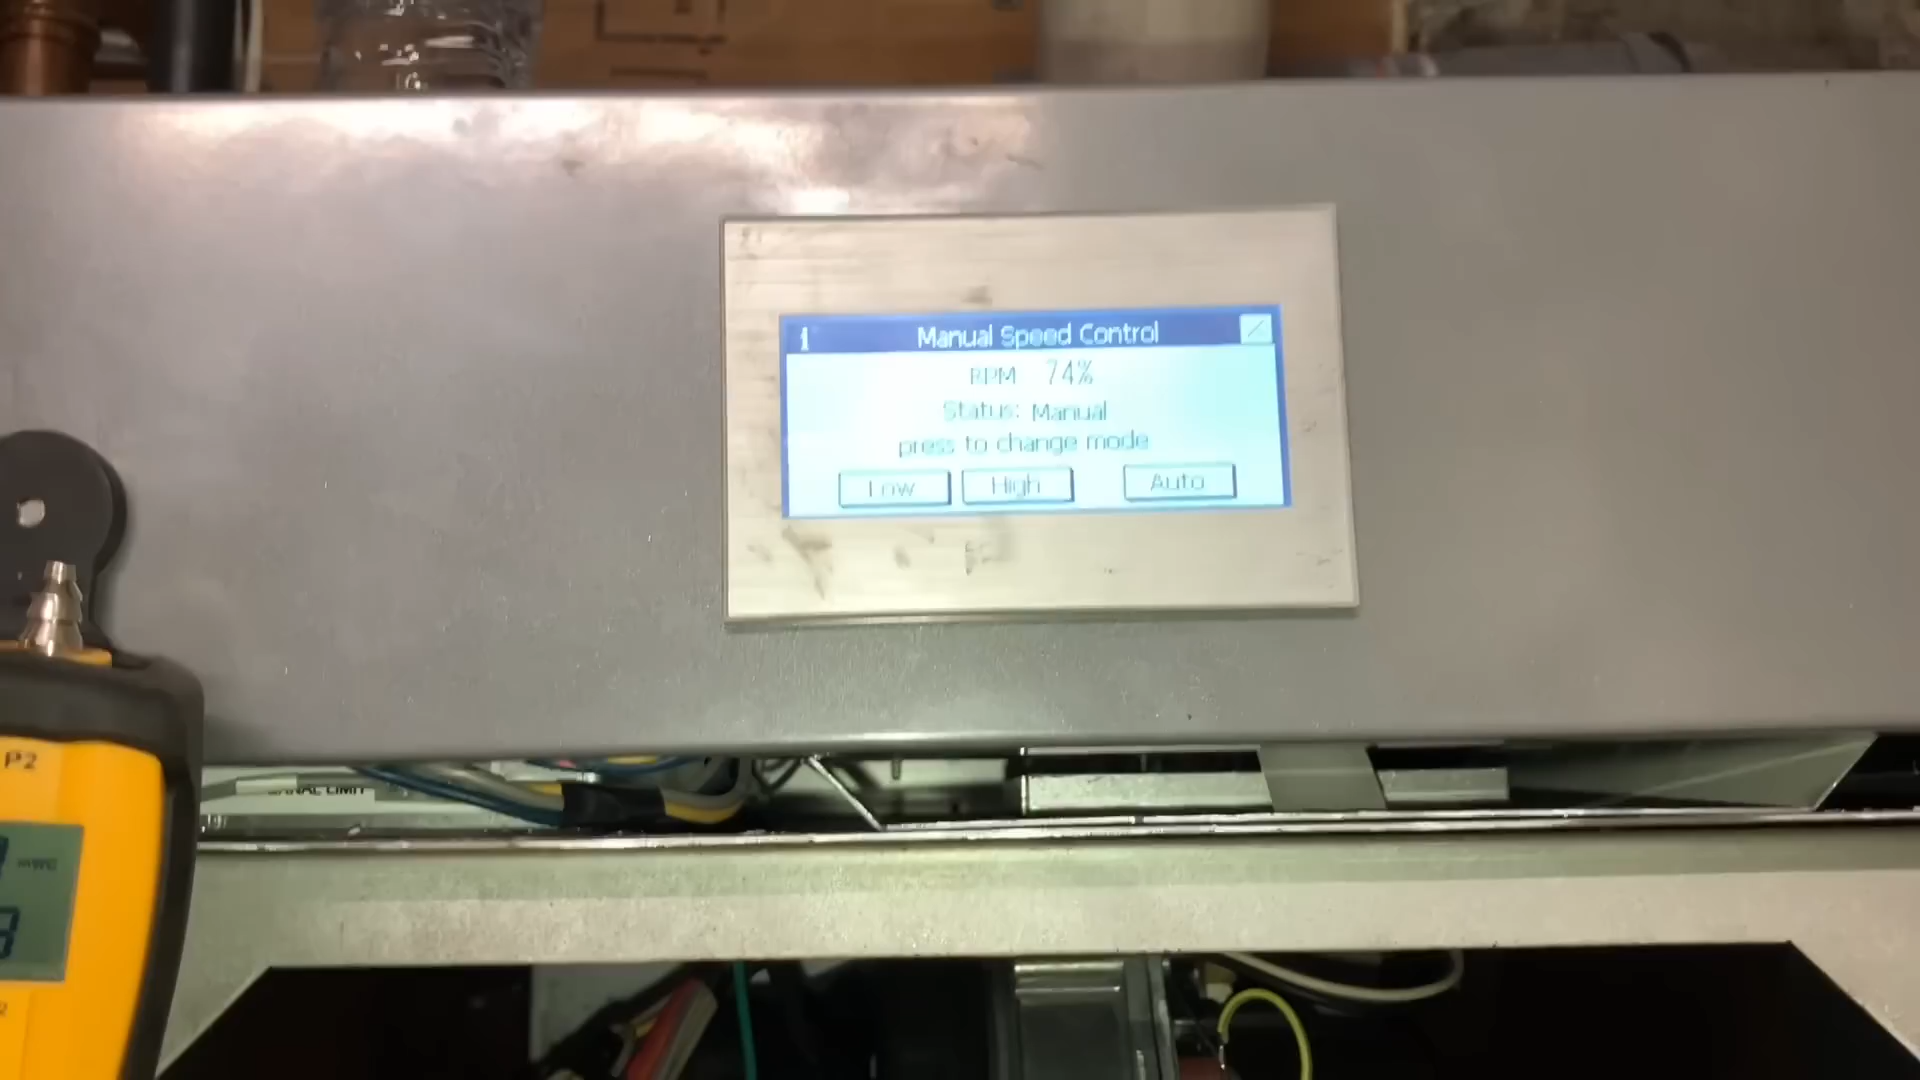 i Manual Speed Control
RPM 74%
Status: Manual
press to change mode
Low High Auto
P2